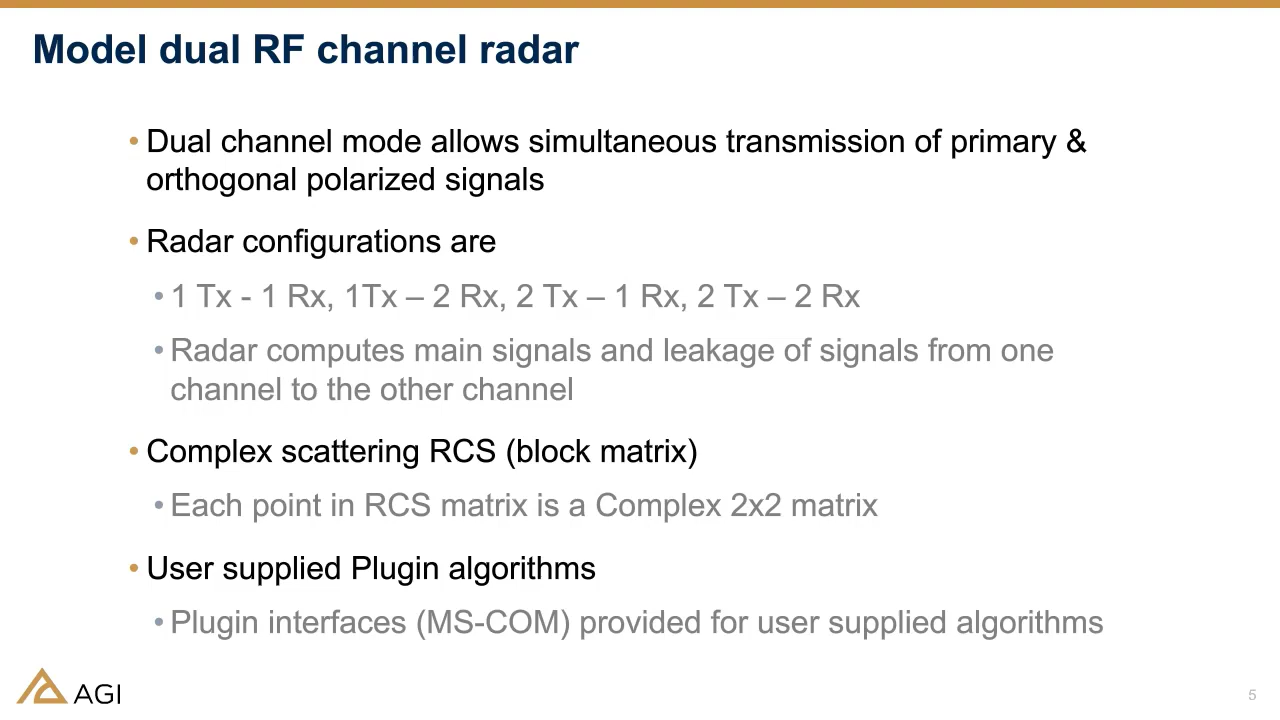 Model dual RF channel radar
• Dual channel mode allows simultaneous transmission of primary &
orthogonal polarized signals
• Radar configurations are
• 1 Tx - 1 Rx, 1Tx – 2 Rx, 2 Tx – 1 Rx, 2 Tx – 2 Rx
• Radar computes main signals and leakage of signals from one
channel to the other channel
• Complex scattering RCS (block matrix)
• Each point in RCS matrix is a Complex 2x2 matrix
• User supplied Plugin algorithms
• Plugin interfaces (MS-COM) provided for user supplied algorithms
AGI
5